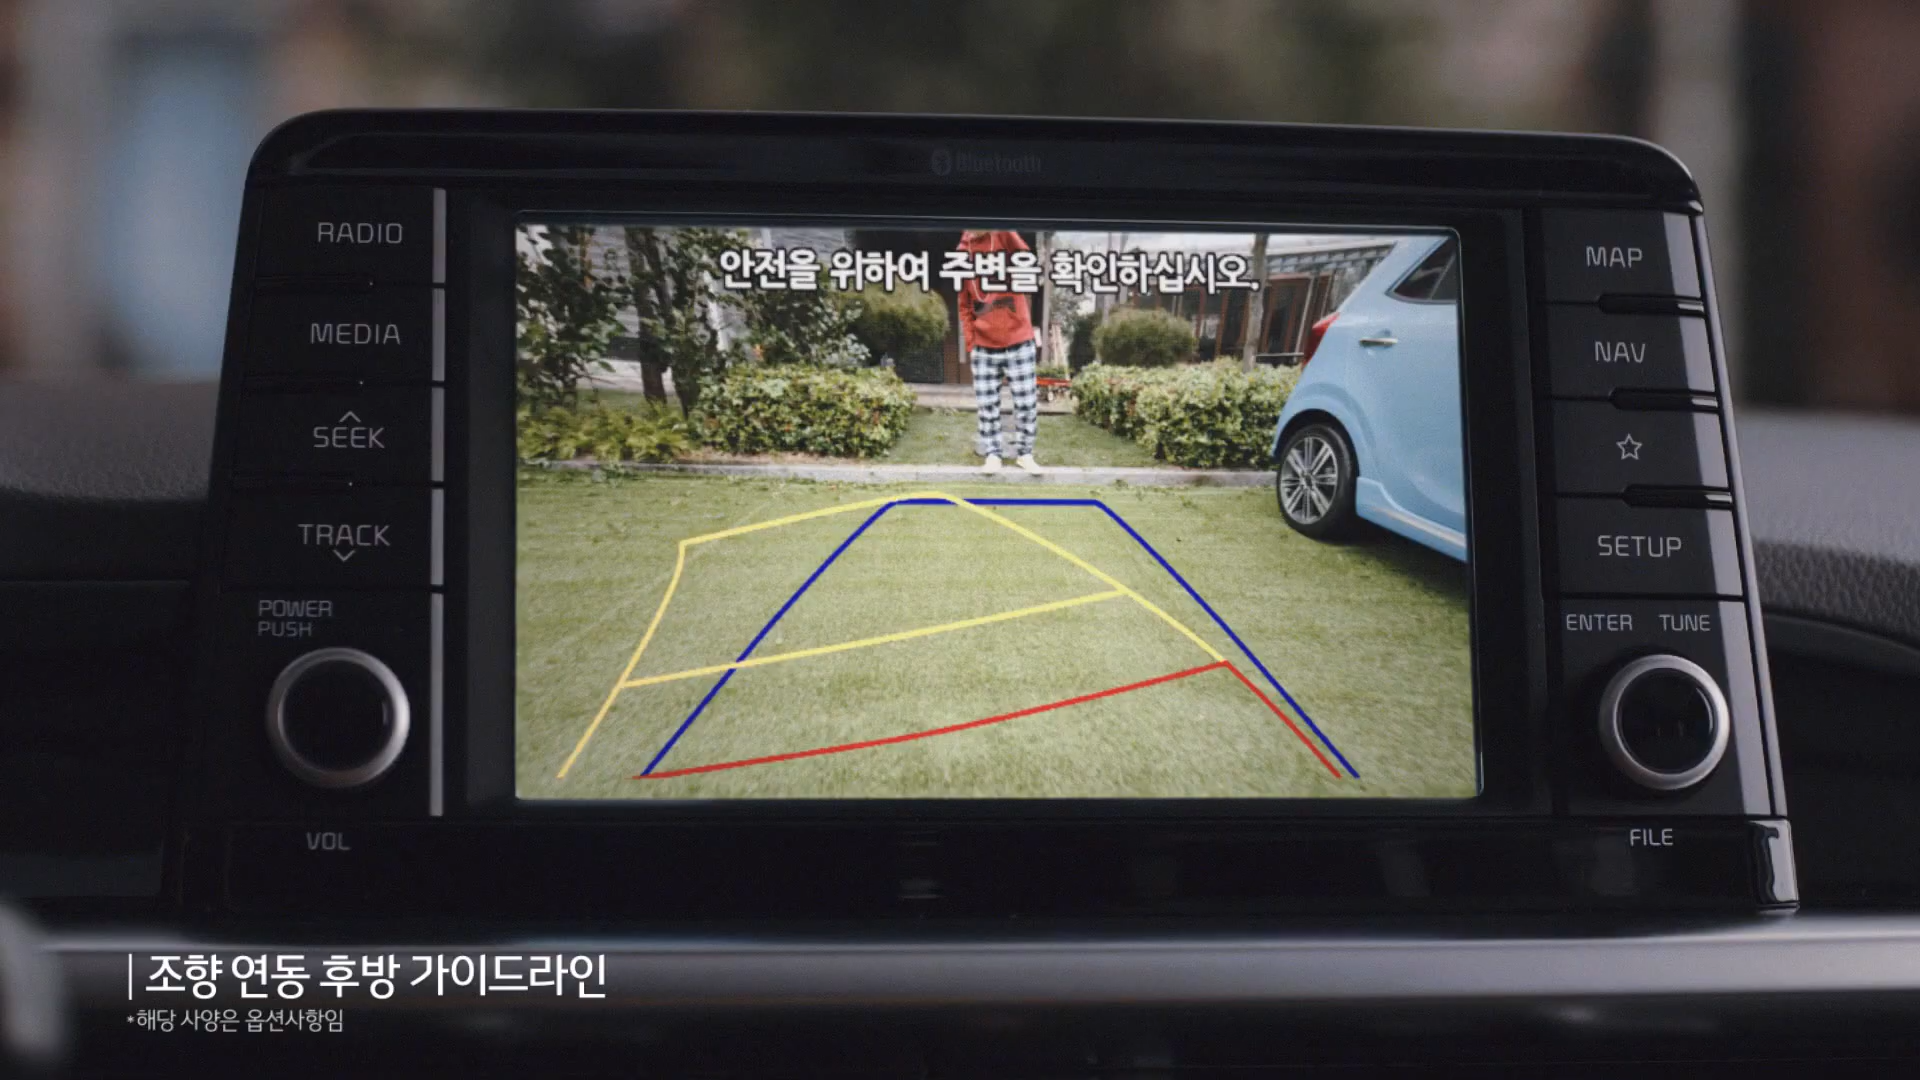 Bluetooth
RADIO
MEDIA
SEEK
TRACK
POWER
PUSH
VOL
안전을 위하여 주변을 확인하십시오.
MAP
NAV
SETUP
ENTER TUNE
FILE
조향 연동 후방 가이드라인
*해당 사양은 옵션사항임